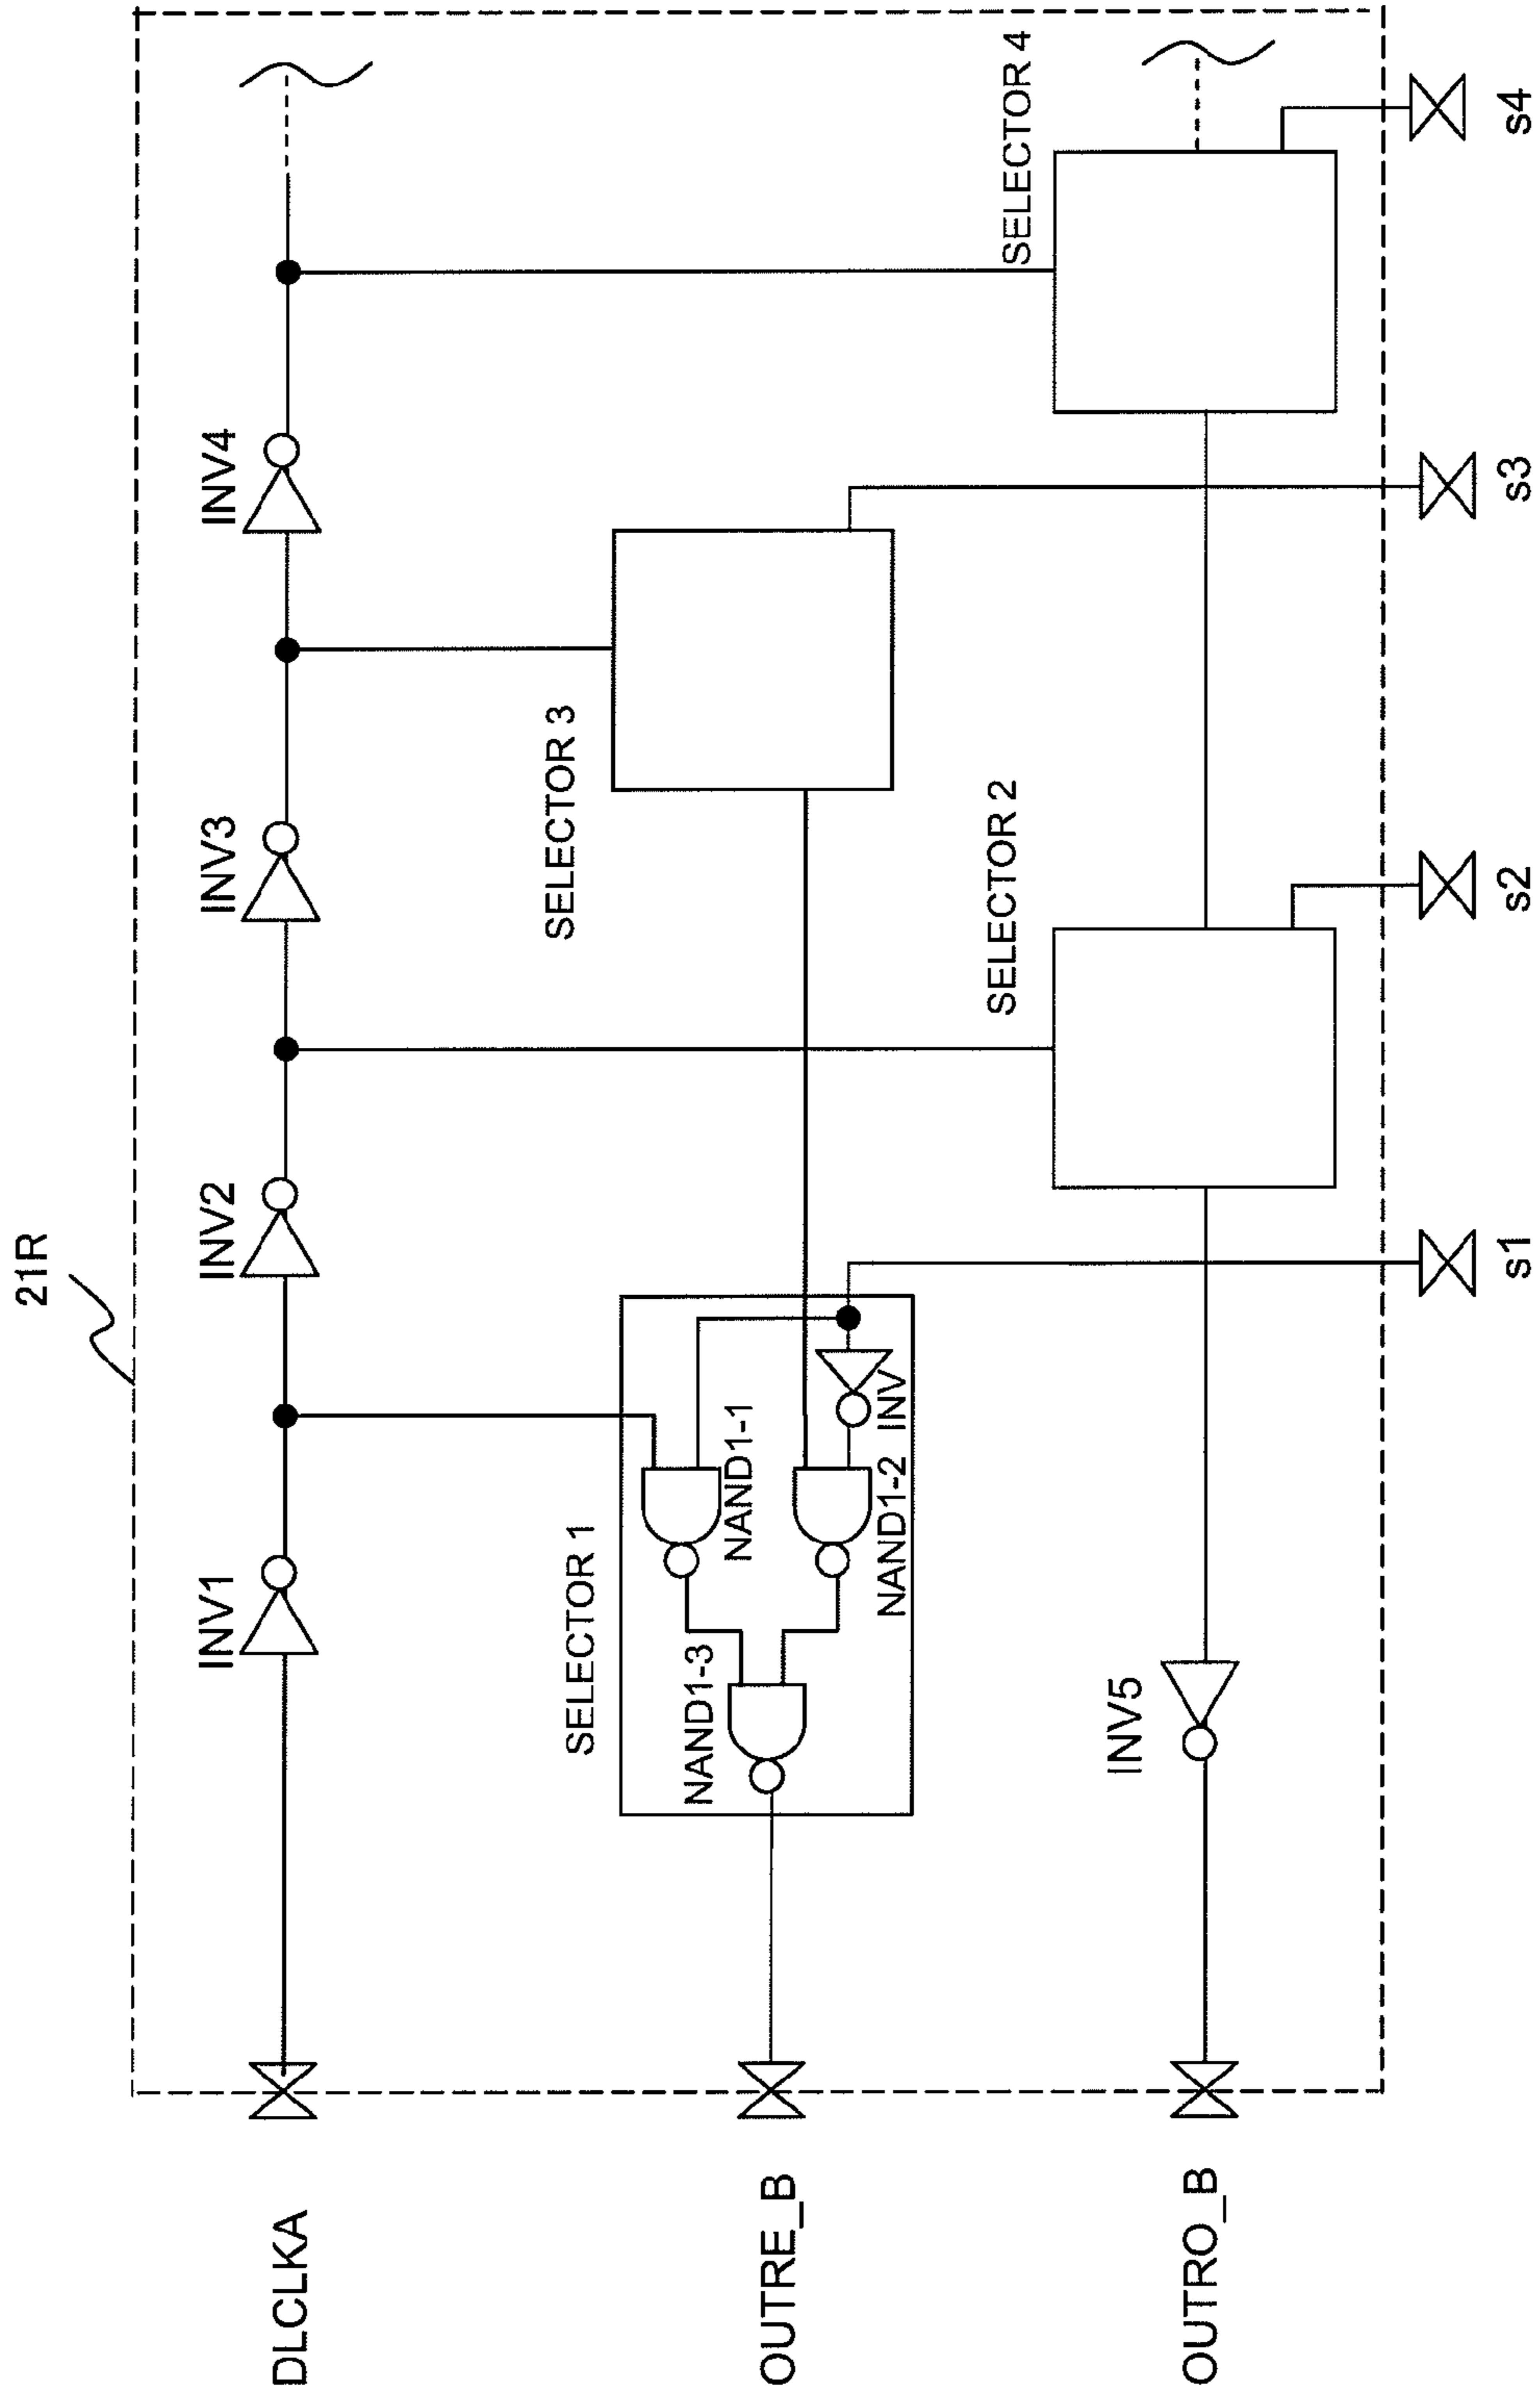 21R
INV1
INV2
INV3
INV4
SELECTOR 1
NAND1-1
NAND1-2
INV
NAND1-3
SELECTOR 3
SELECTOR 2
SELECTOR 4
INV5
DLCLKA
OUTRE_B
OUTRO_B
s1
s2
s3
s4